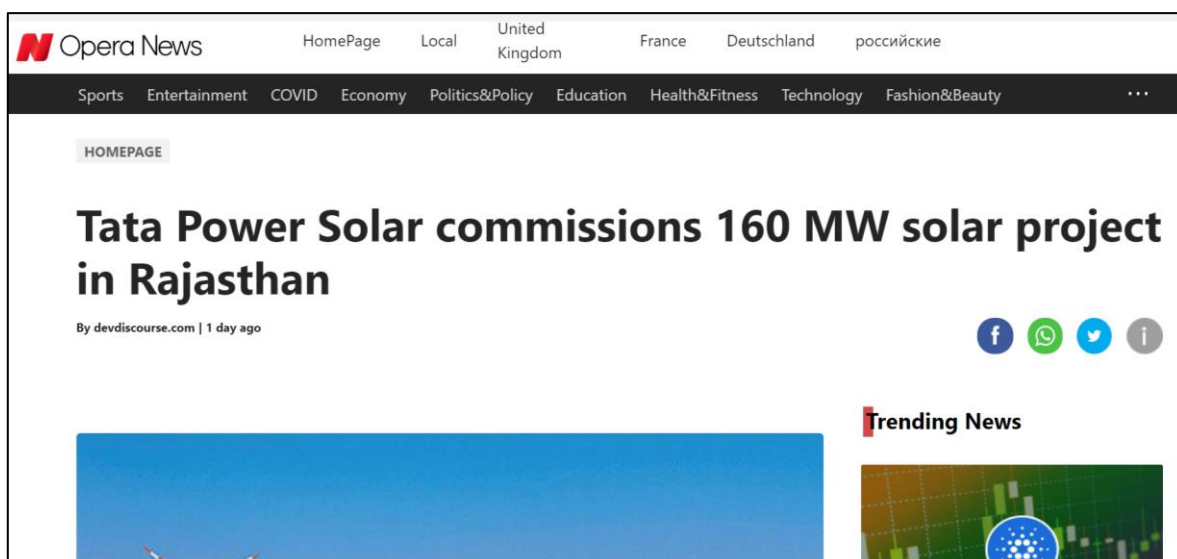 Opera News
HomePage Local United Kingdom France Deutschland российские
Sports Entertainment COVID Economy Politics&Policy Education Health&Fitness Technology Fashion&Beauty ...
HOMEPAGE
Tata Power Solar commissions 160 MW solar project
in Rajasthan
By devdiscourse.com | 1 day ago
Trending News